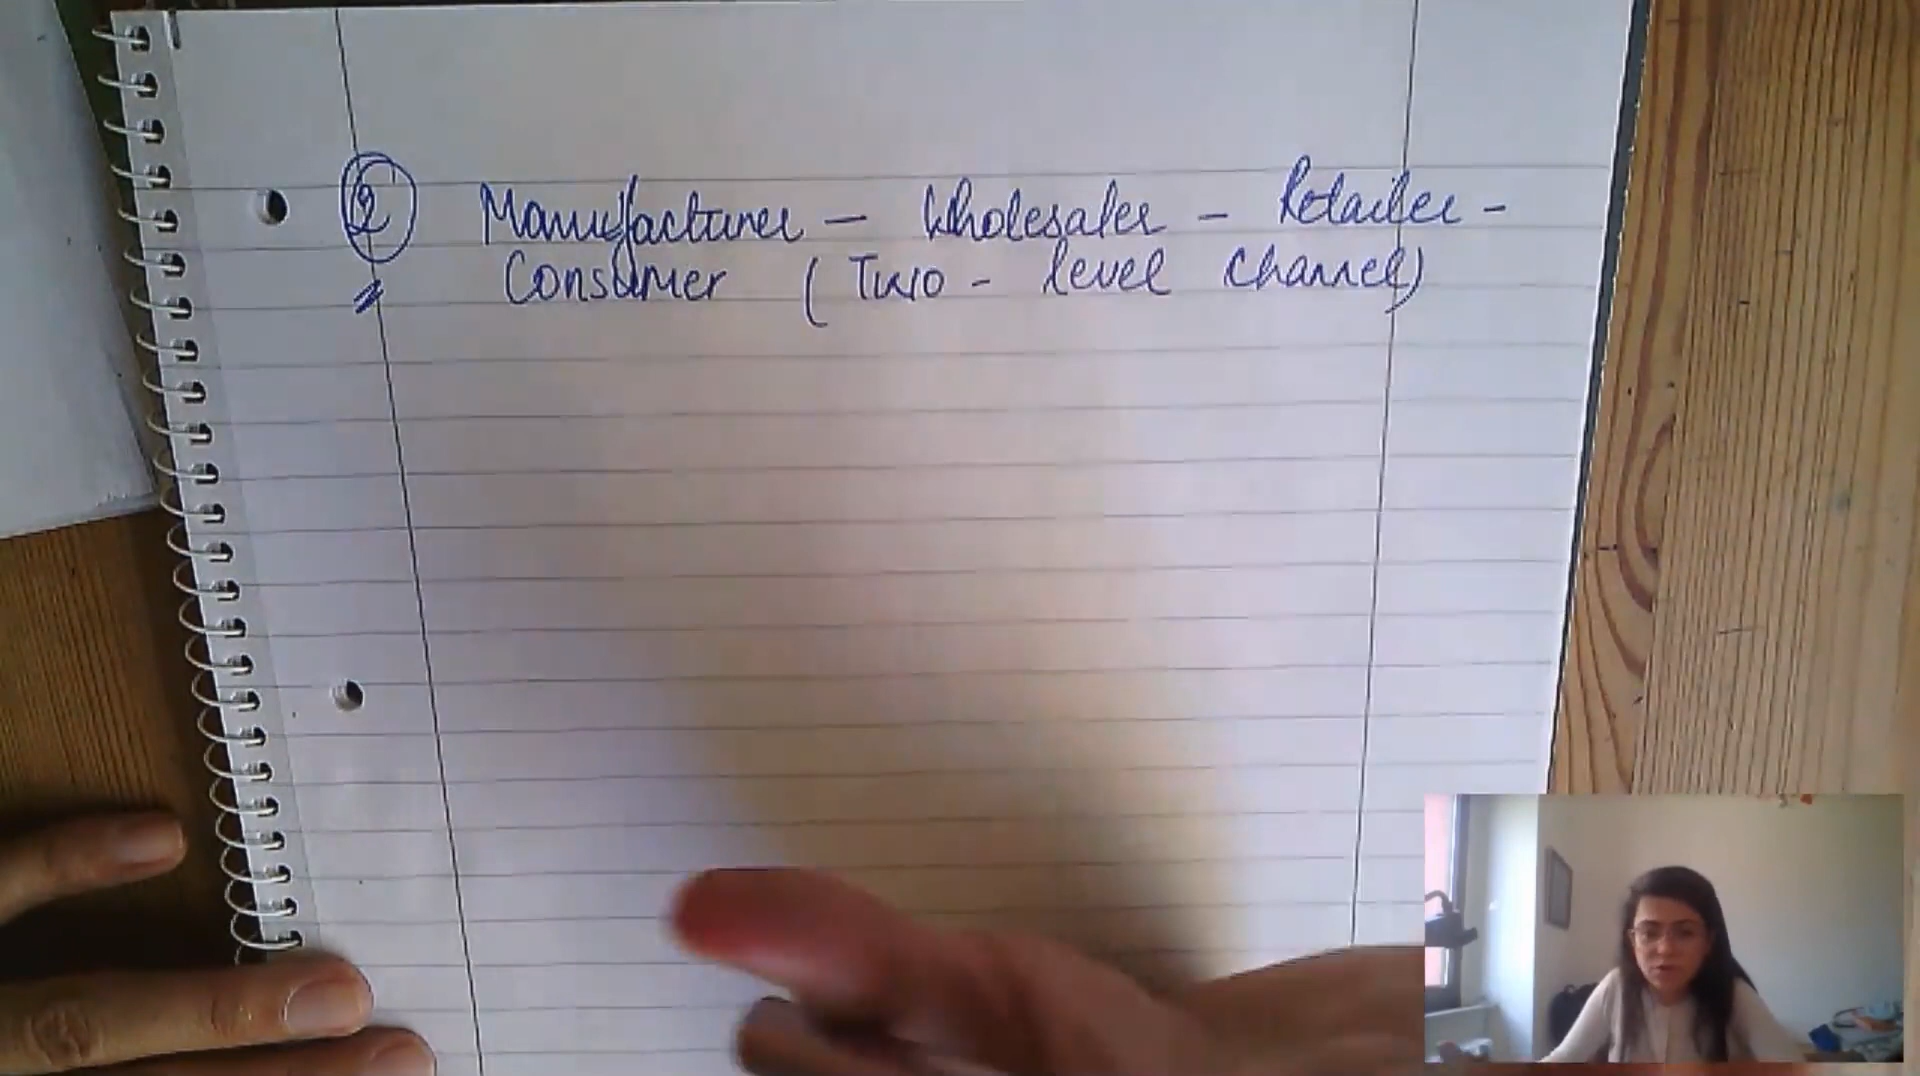 2 Manufacturer – Wholesaler – Retailer -
Consumer (Two - level channel)